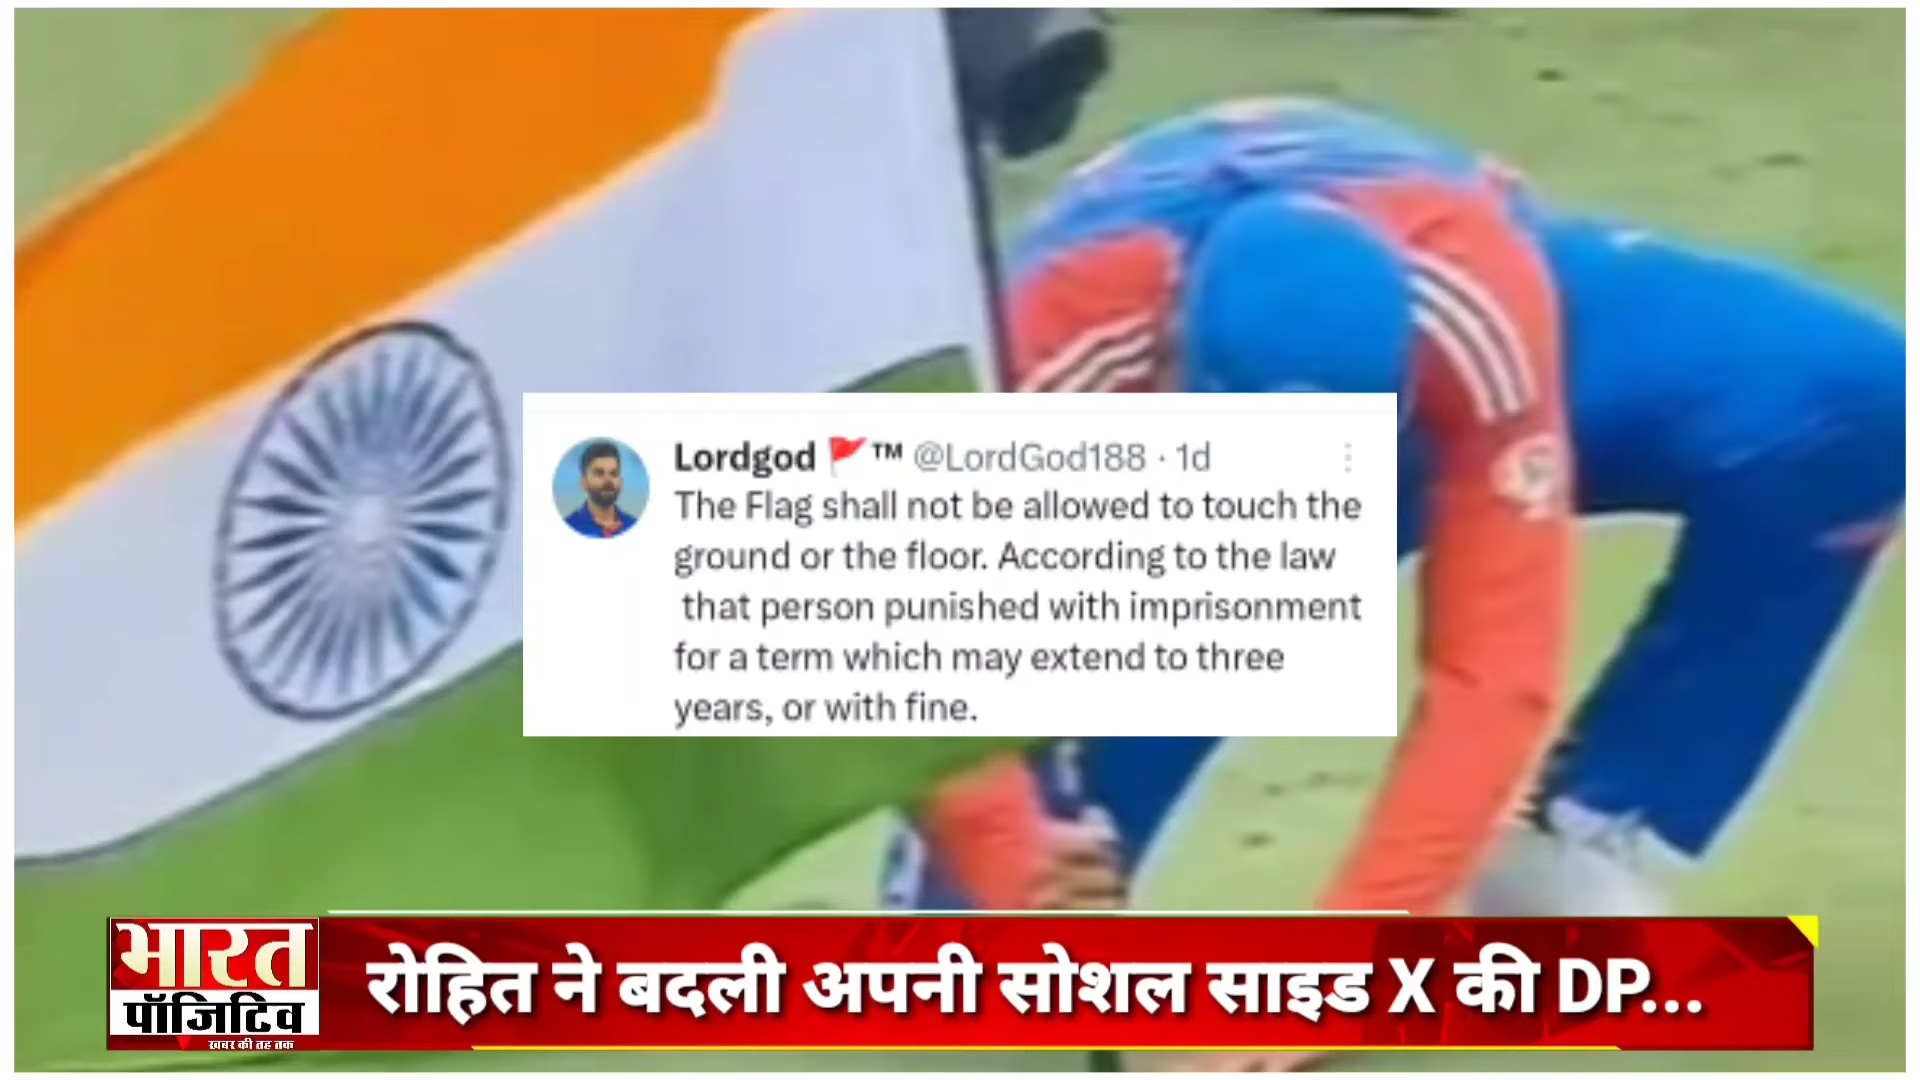 Lordgod 🚩™ @LordGod188 · 1d
The Flag shall not be allowed to touch the
ground or the floor. According to the law
that person punished with imprisonment
for a term which may extend to three
years, or with fine.
भारत
पॉजिटिव
खबर की तह तक
रोहित ने बदली अपनी सोशल साइड X की DP...